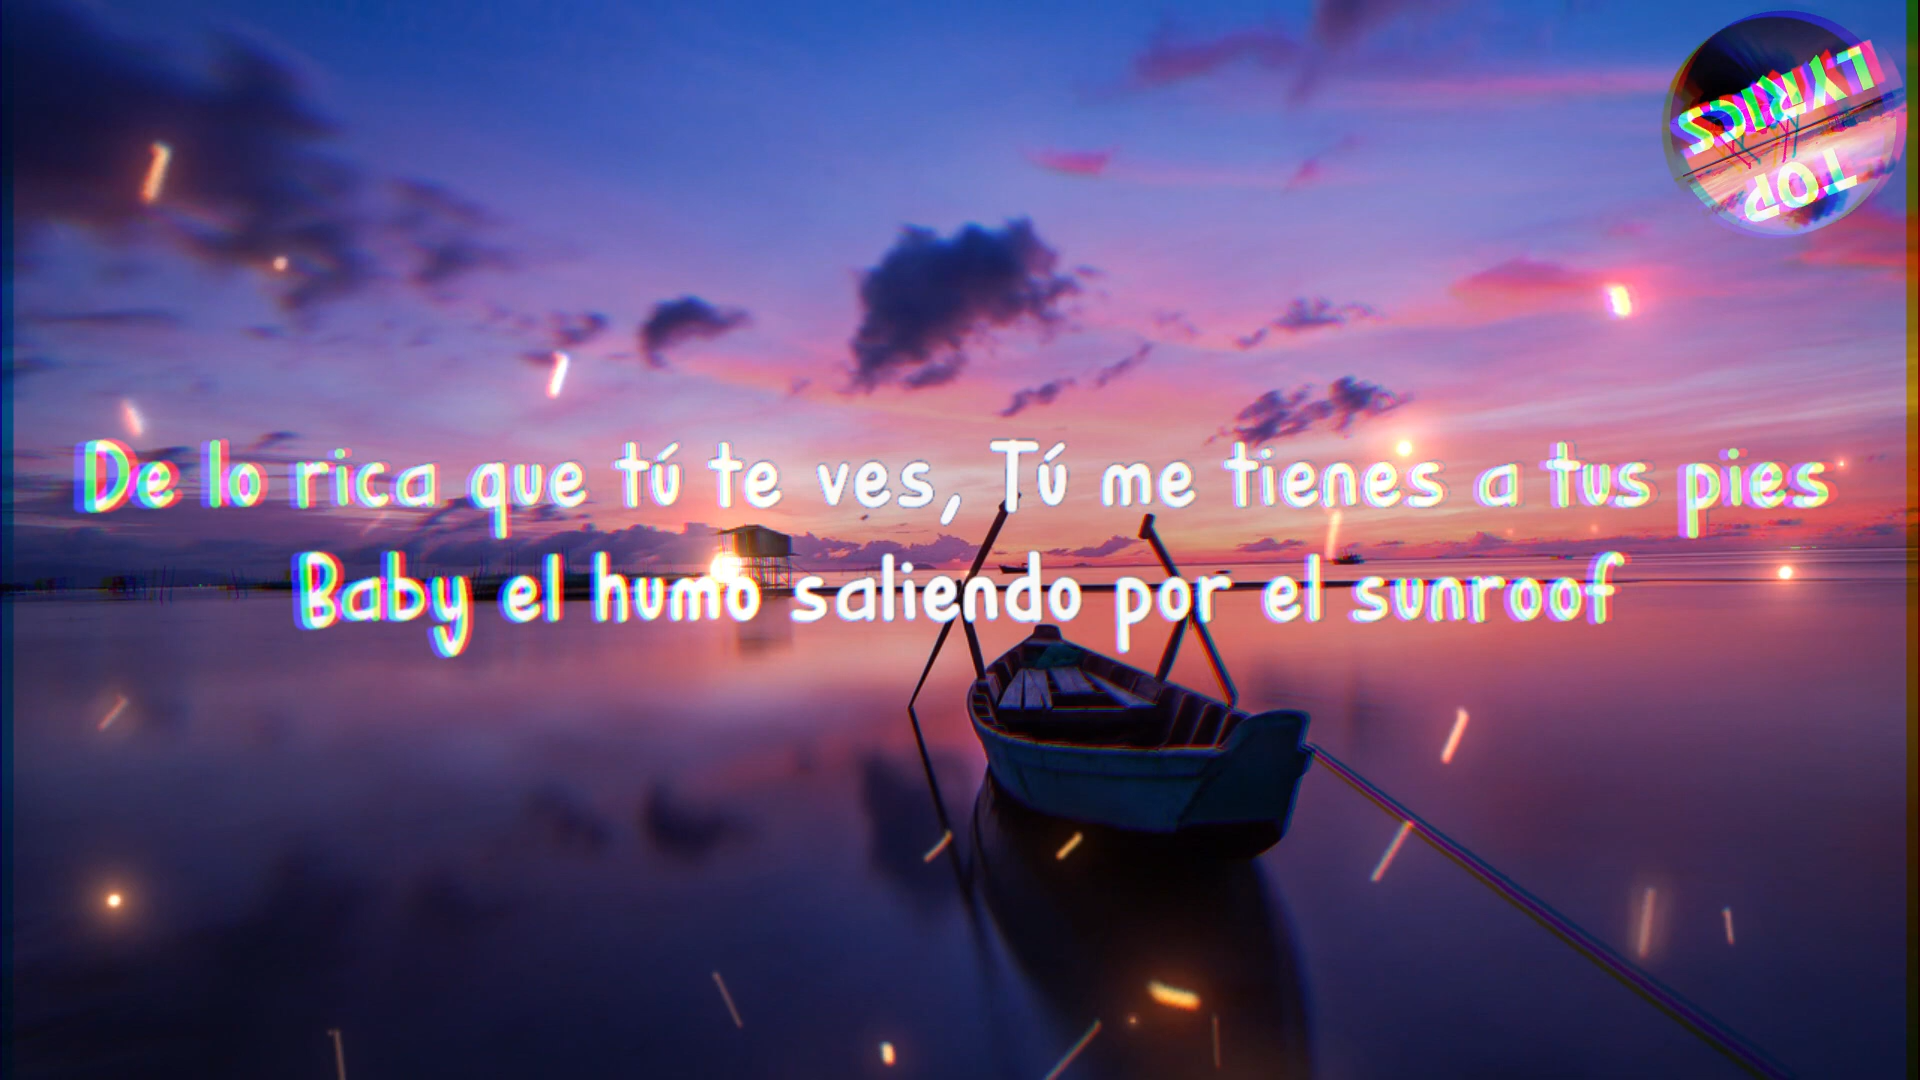 De lo rica que tú te ves, Tú me tienes a tus pies
Baby el humo saliendo por el sunroof
TOP
LYRICS